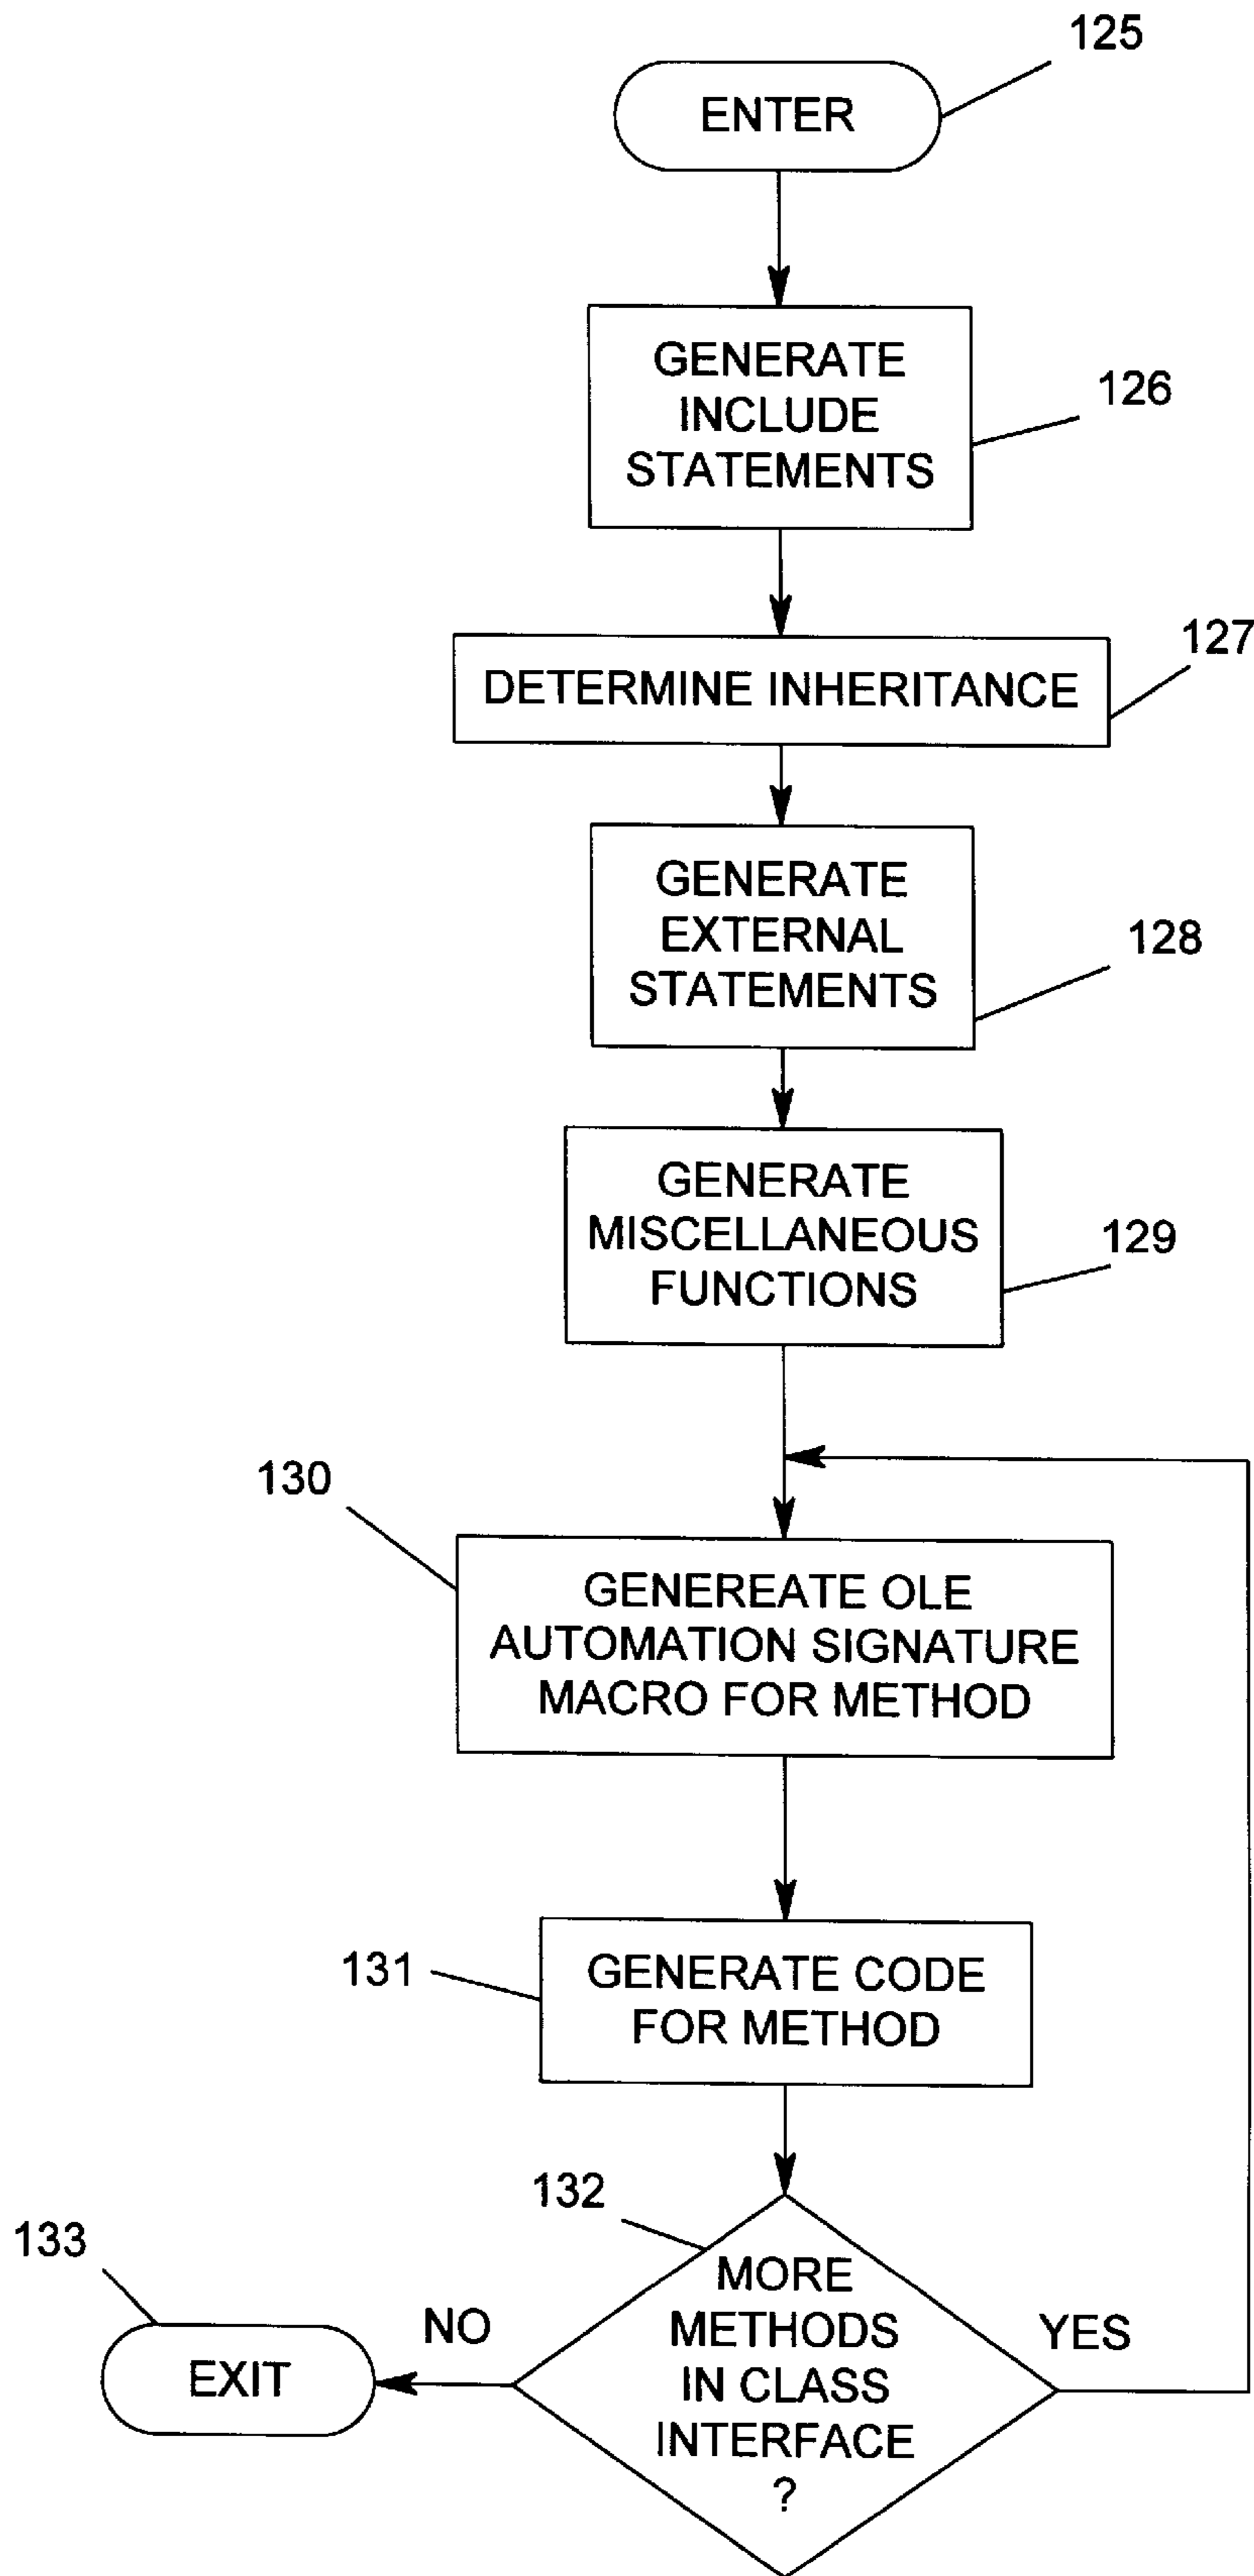 125
ENTER
GENERATE
INCLUDE
STATEMENTS
126
DETERMINE INHERITANCE
127
GENERATE
EXTERNAL
STATEMENTS
128
GENERATE
MISCELLANEOUS
FUNCTIONS
129
130
GENEREATE OLE
AUTOMATION SIGNATURE
MACRO FOR METHOD
131
GENERATE CODE
FOR METHOD
132
MORE
METHODS
IN CLASS
INTERFACE
?
YES
NO
133
EXIT